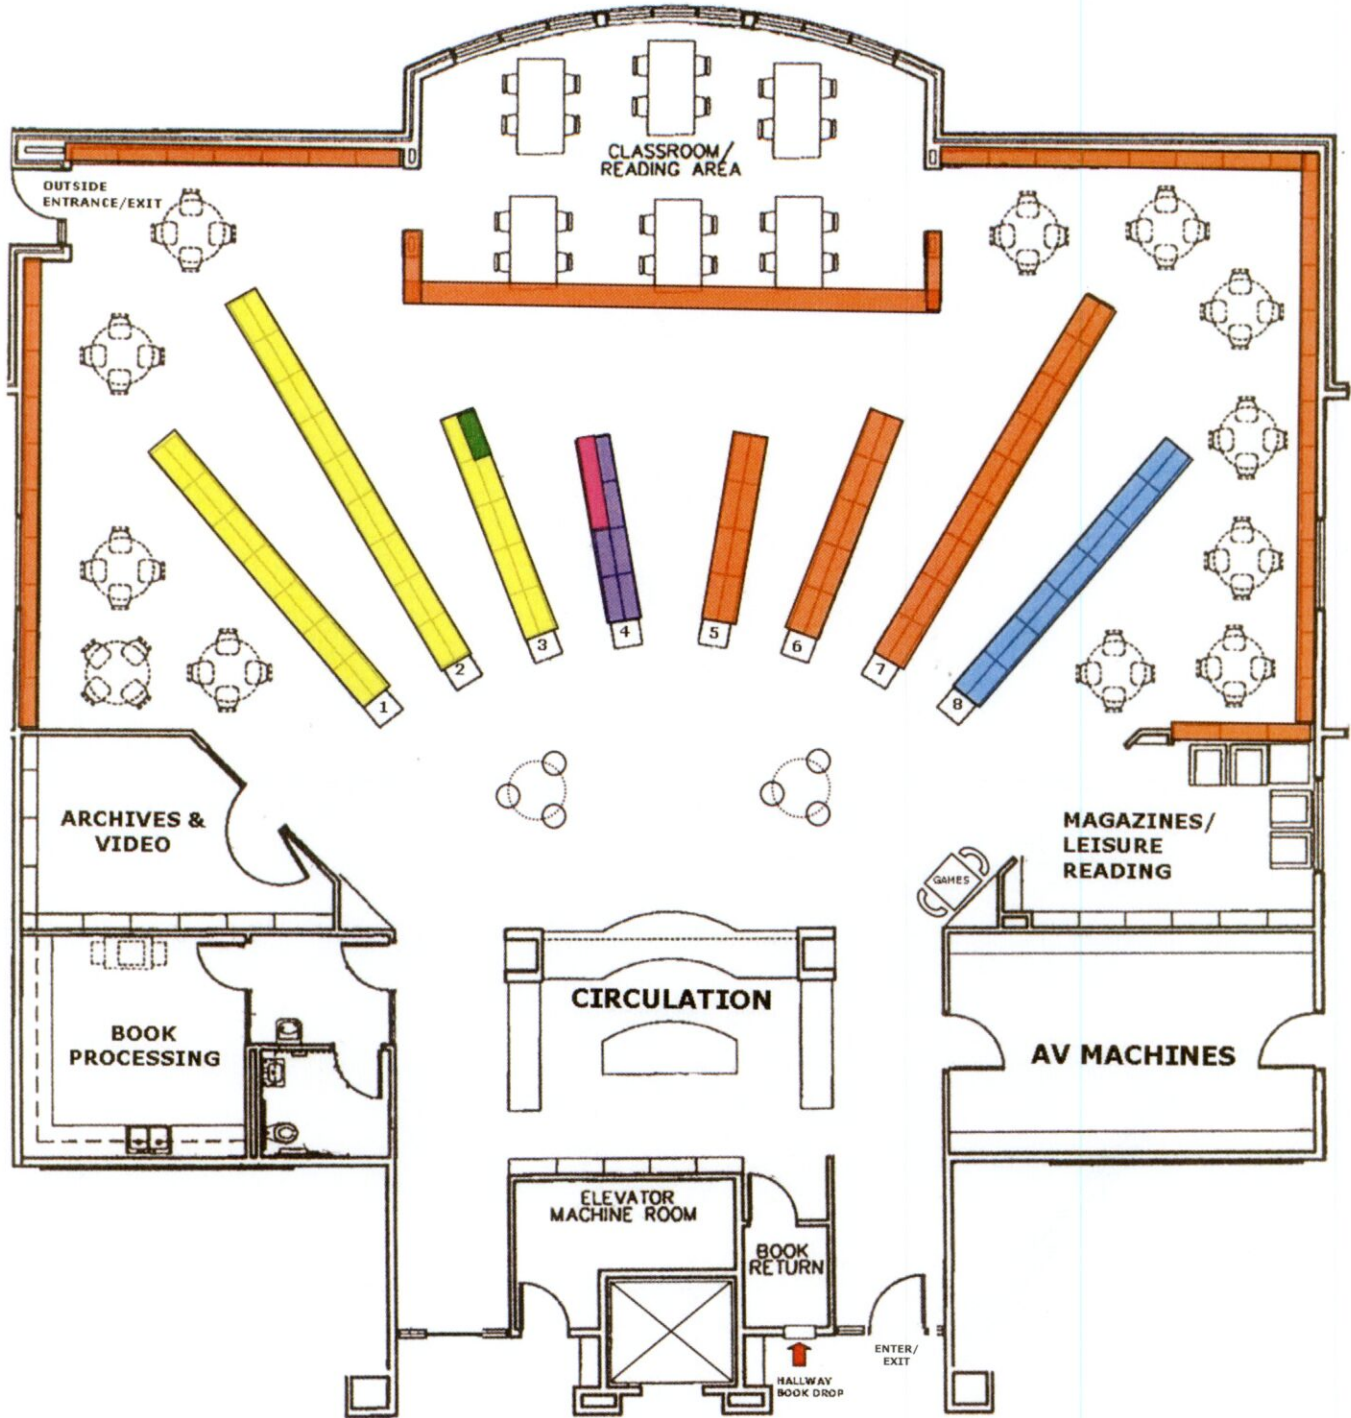 CLASSROOM/
READING AREA
OUTSIDE
ENTRANCE/EXIT
1
2
3
4
5
6
7
8
ARCHIVES &
VIDEO
MAGAZINES/
LEISURE
READING
GAMES
CIRCULATION
BOOK
PROCESSING
AV MACHINES
ELEVATOR
MACHINE ROOM
BOOK
RETURN
ENTER/
EXIT
HALLWAY
BOOK DROP